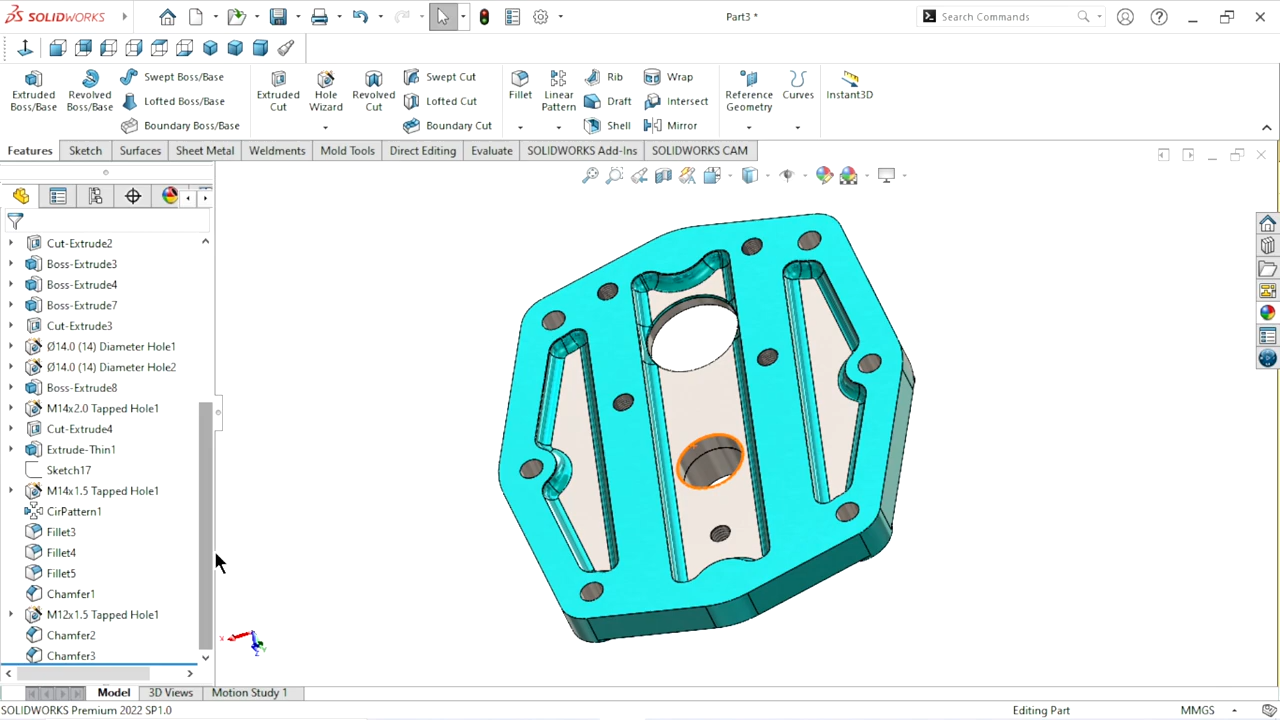 SOLIDWORKS
Part3 *
Search Commands
Extruded Boss/Base
Revolved Boss/Base
Swept Boss/Base
Lofted Boss/Base
Boundary Boss/Base
Extruded Cut
Hole Wizard
Revolved Cut
Swept Cut
Lofted Cut
Boundary Cut
Fillet
Linear Pattern
Rib
Draft
Shell
Wrap
Intersect
Mirror
Reference Geometry
Curves
Instant3D
Features
Sketch
Surfaces
Sheet Metal
Weldments
Mold Tools
Direct Editing
Evaluate
SOLIDWORKS Add-Ins
SOLIDWORKS CAM
Cut-Extrude2
Boss-Extrude3
Boss-Extrude4
Boss-Extrude7
Cut-Extrude3
Ø14.0 (14) Diameter Hole1
Ø14.0 (14) Diameter Hole2
Boss-Extrude8
M14x2.0 Tapped Hole1
Cut-Extrude4
Extrude-Thin1
Sketch17
M14x1.5 Tapped Hole1
CirPattern1
Fillet3
Fillet4
Fillet5
Chamfer1
M12x1.5 Tapped Hole1
Chamfer2
Chamfer3
X
Y
Z
Model
3D Views
Motion Study 1
SOLIDWORKS Premium 2022 SP1.0
Editing Part
MMGS